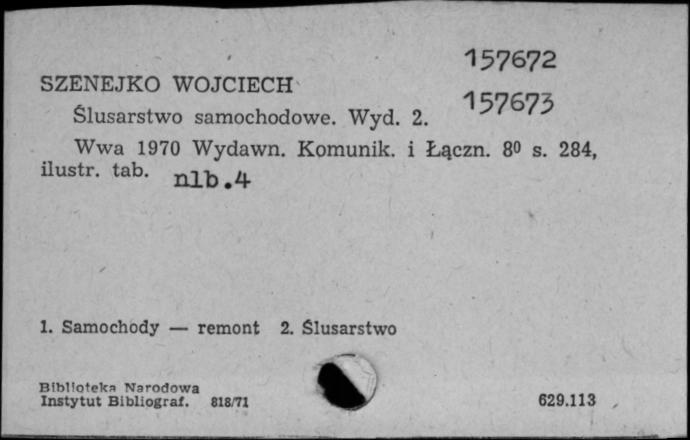 157672
SZENEJKO WOJCIECH
157673
Ślusarstwo samochodowe. Wyd. 2.
Wwa 1970 Wydawn. Komunik. i Łączn. 8⁰ s. 284,
ilustr. tab. nlb.4
1. Samochody — remont 2. Ślusarstwo
Biblioteka Narodowa
Instytut Bibliograf. 818/71
629.113